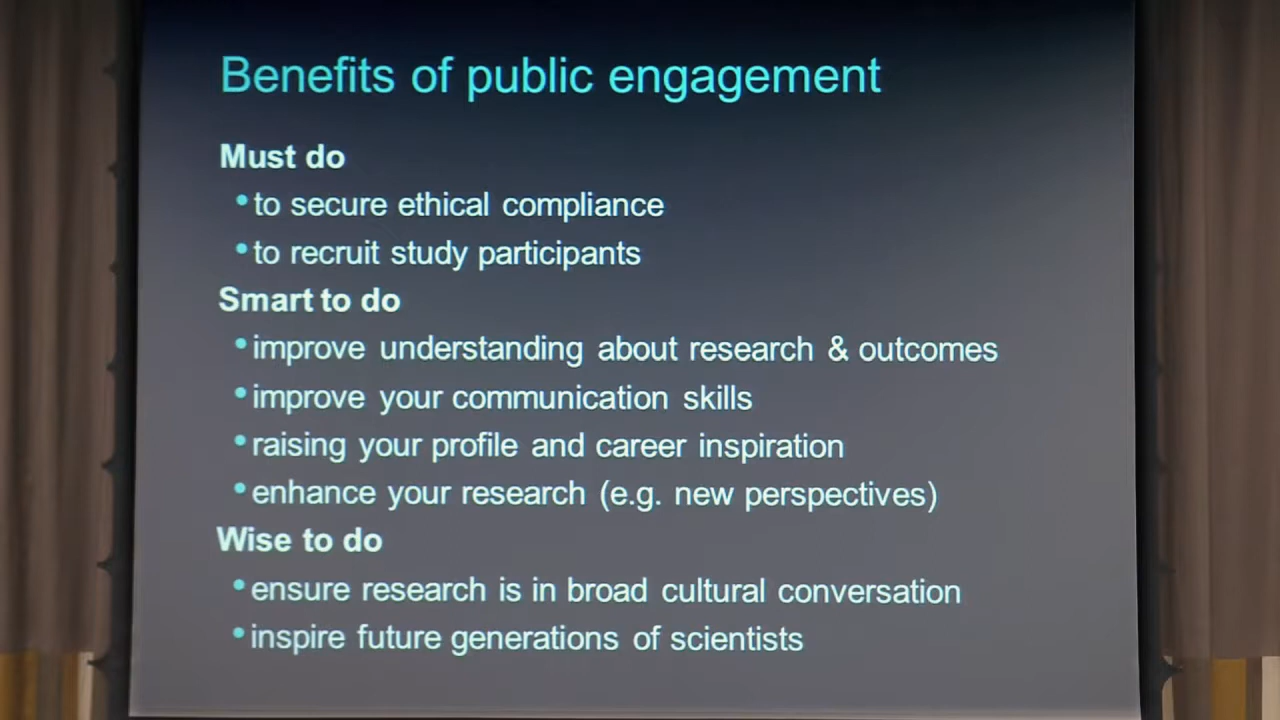 Benefits of public engagement
Must do
•to secure ethical compliance
•to recruit study participants
Smart to do
•improve understanding about research & outcomes
•improve your communication skills
•raising your profile and career inspiration
•enhance your research (e.g. new perspectives)
Wise to do
•ensure research is in broad cultural conversation
•inspire future generations of scientists